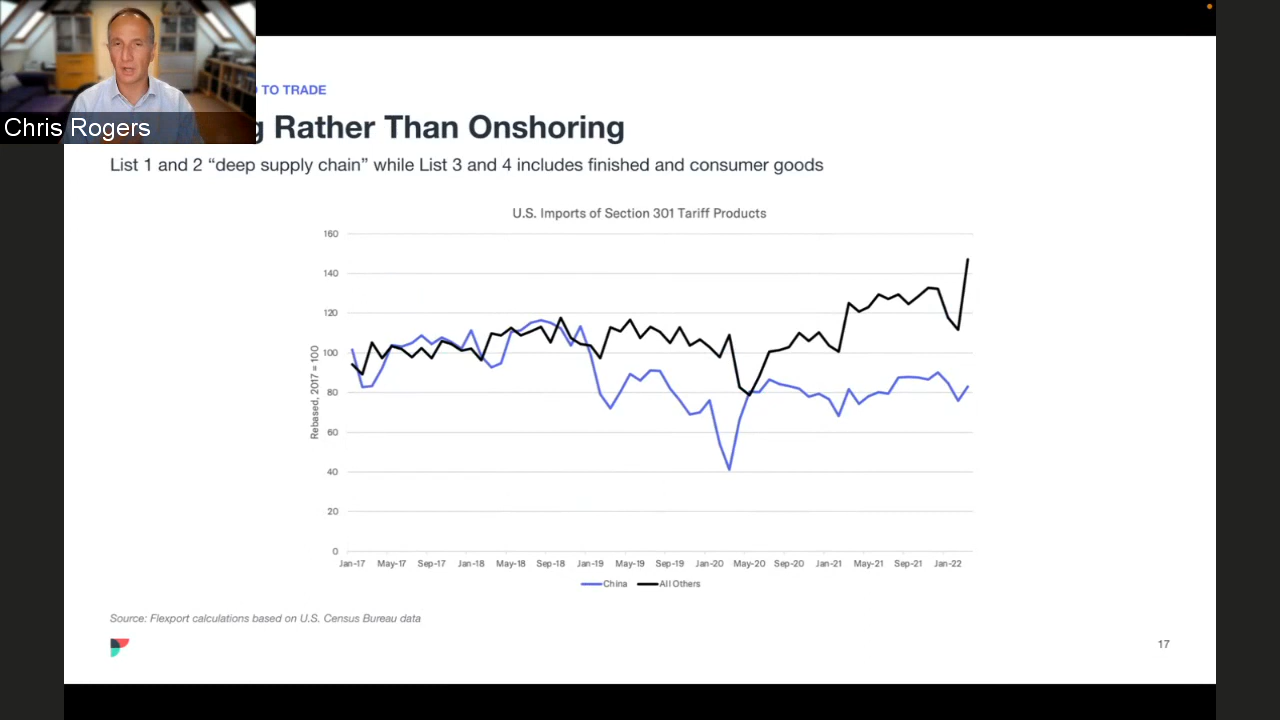 TO TRADE
Chris Rogers
Rather Than Onshoring
List 1 and 2 “deep supply chain” while List 3 and 4 includes finished and consumer goods
U.S. Imports of Section 301 Tariff Products
Rebased, 2017 = 100
160
140
120
100
80
60
40
20
0
Jan-17 May-17 Sep-17 Jan-18 May-18 Sep-18 Jan-19 May-19 Sep-19 Jan-20 May-20 Sep-20 Jan-21 May-21 Sep-21 Jan-22
China All Others
Source: Flexport calculations based on U.S. Census Bureau data
17